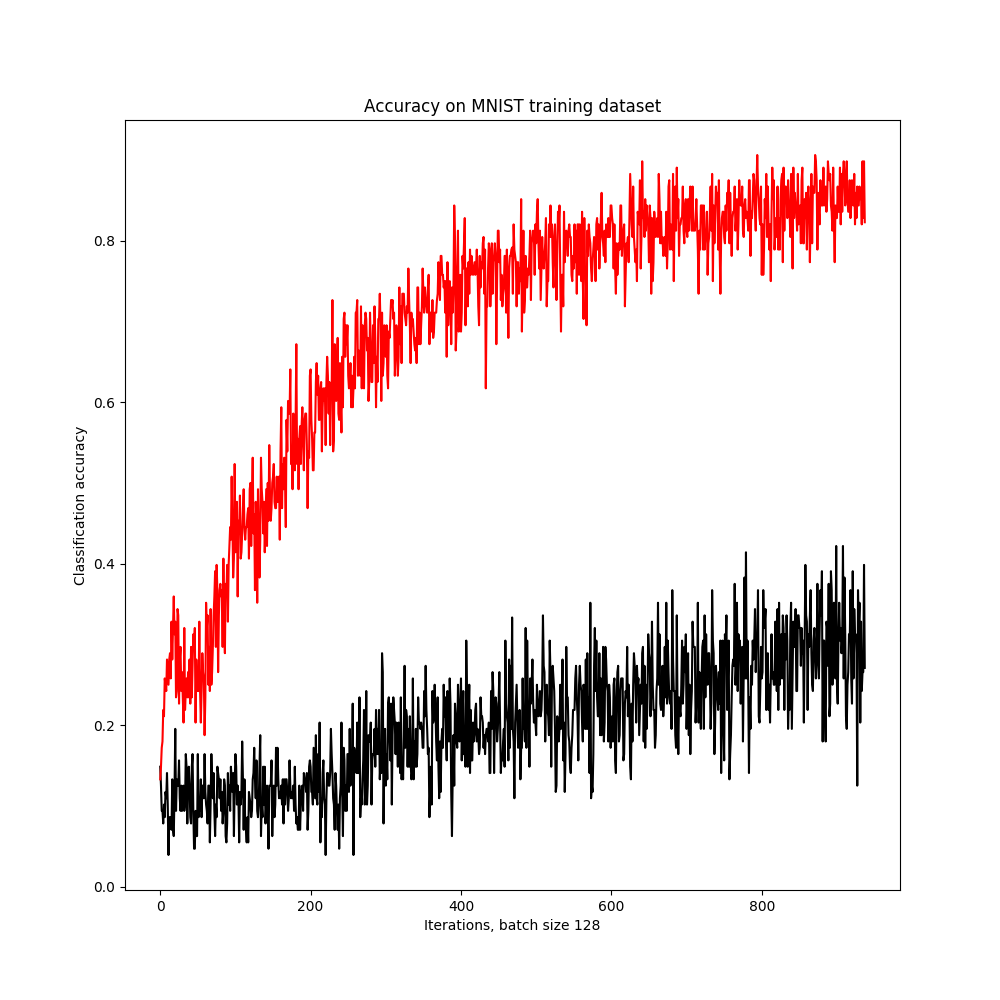 Accuracy on MNIST training dataset
Classification accuracy
0.8
0.6
0.4
0.2
0.0
0 200 400 600 800
Iterations, batch size 128